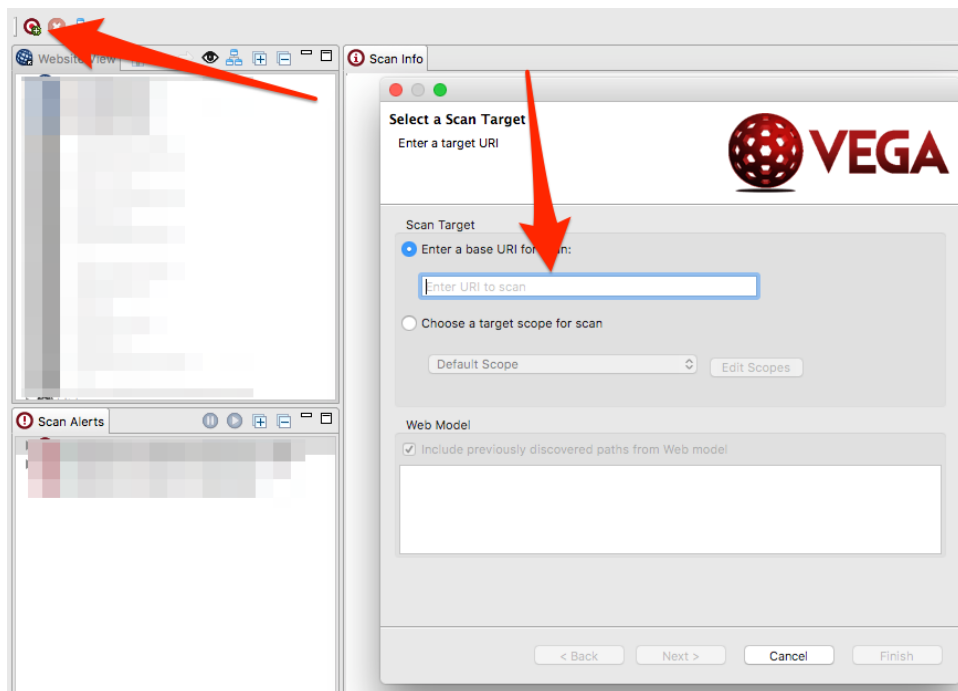 Website View
Scan Info
Select a Scan Target
Enter a target URI
VEGA
Scan Target
Enter a base URI for
Enter URI to scan
Choose a target scope for scan
Default Scope
Edit Scopes
Scan Alerts
Web Model
Include previously discovered paths from Web model
< Back
Next >
Cancel
Finish